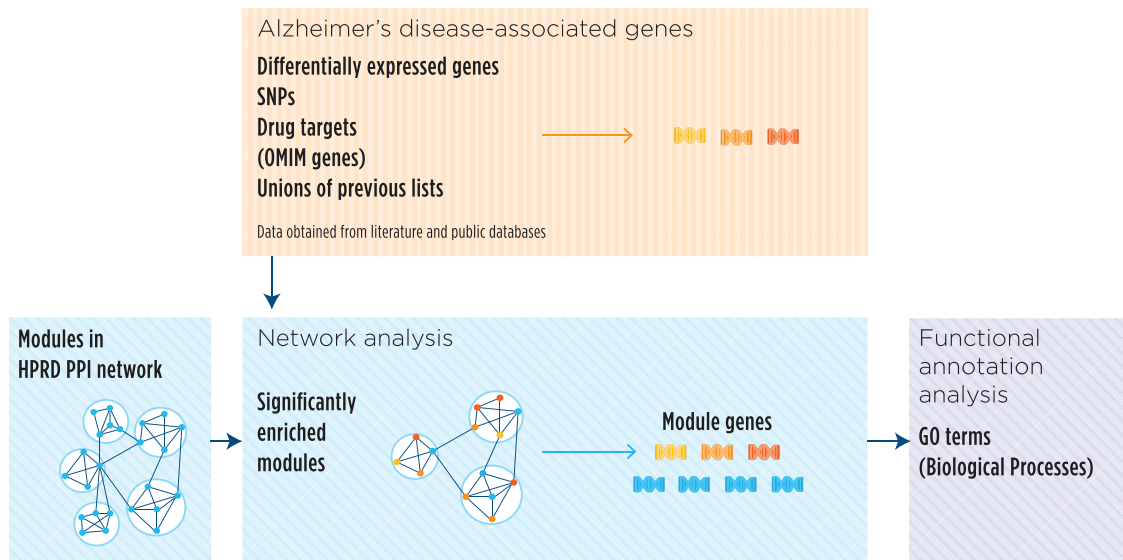 Alzheimer’s disease-associated genes
Differentially expressed genes
SNPs
Drug targets
(OMIM genes)
Unions of previous lists
Data obtained from literature and public databases
Modules in
HPRD PPI network
Network analysis
Significantly
enriched
modules
Module genes
Functional
annotation
analysis
GO terms
(Biological Processes)